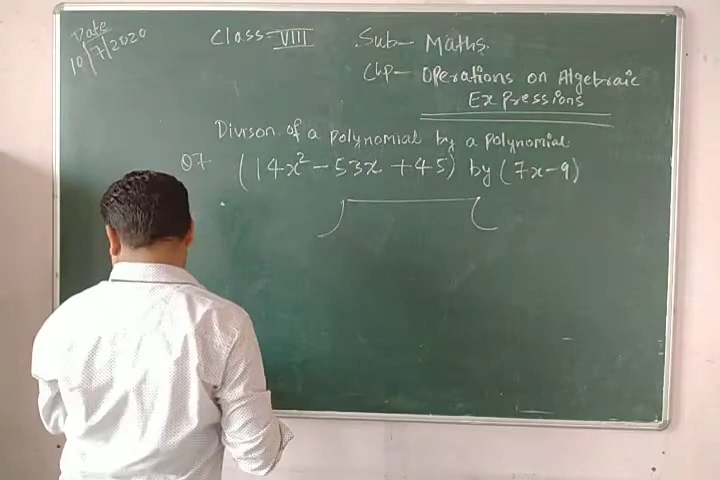 Date
10/7/2020
Class = VIII
Sub - Maths.
Chp - Operations on Algebraic
Expressions
Divison of a polynomial by a polynomial
07 (14x² - 53x + 45) by (7x - 9)